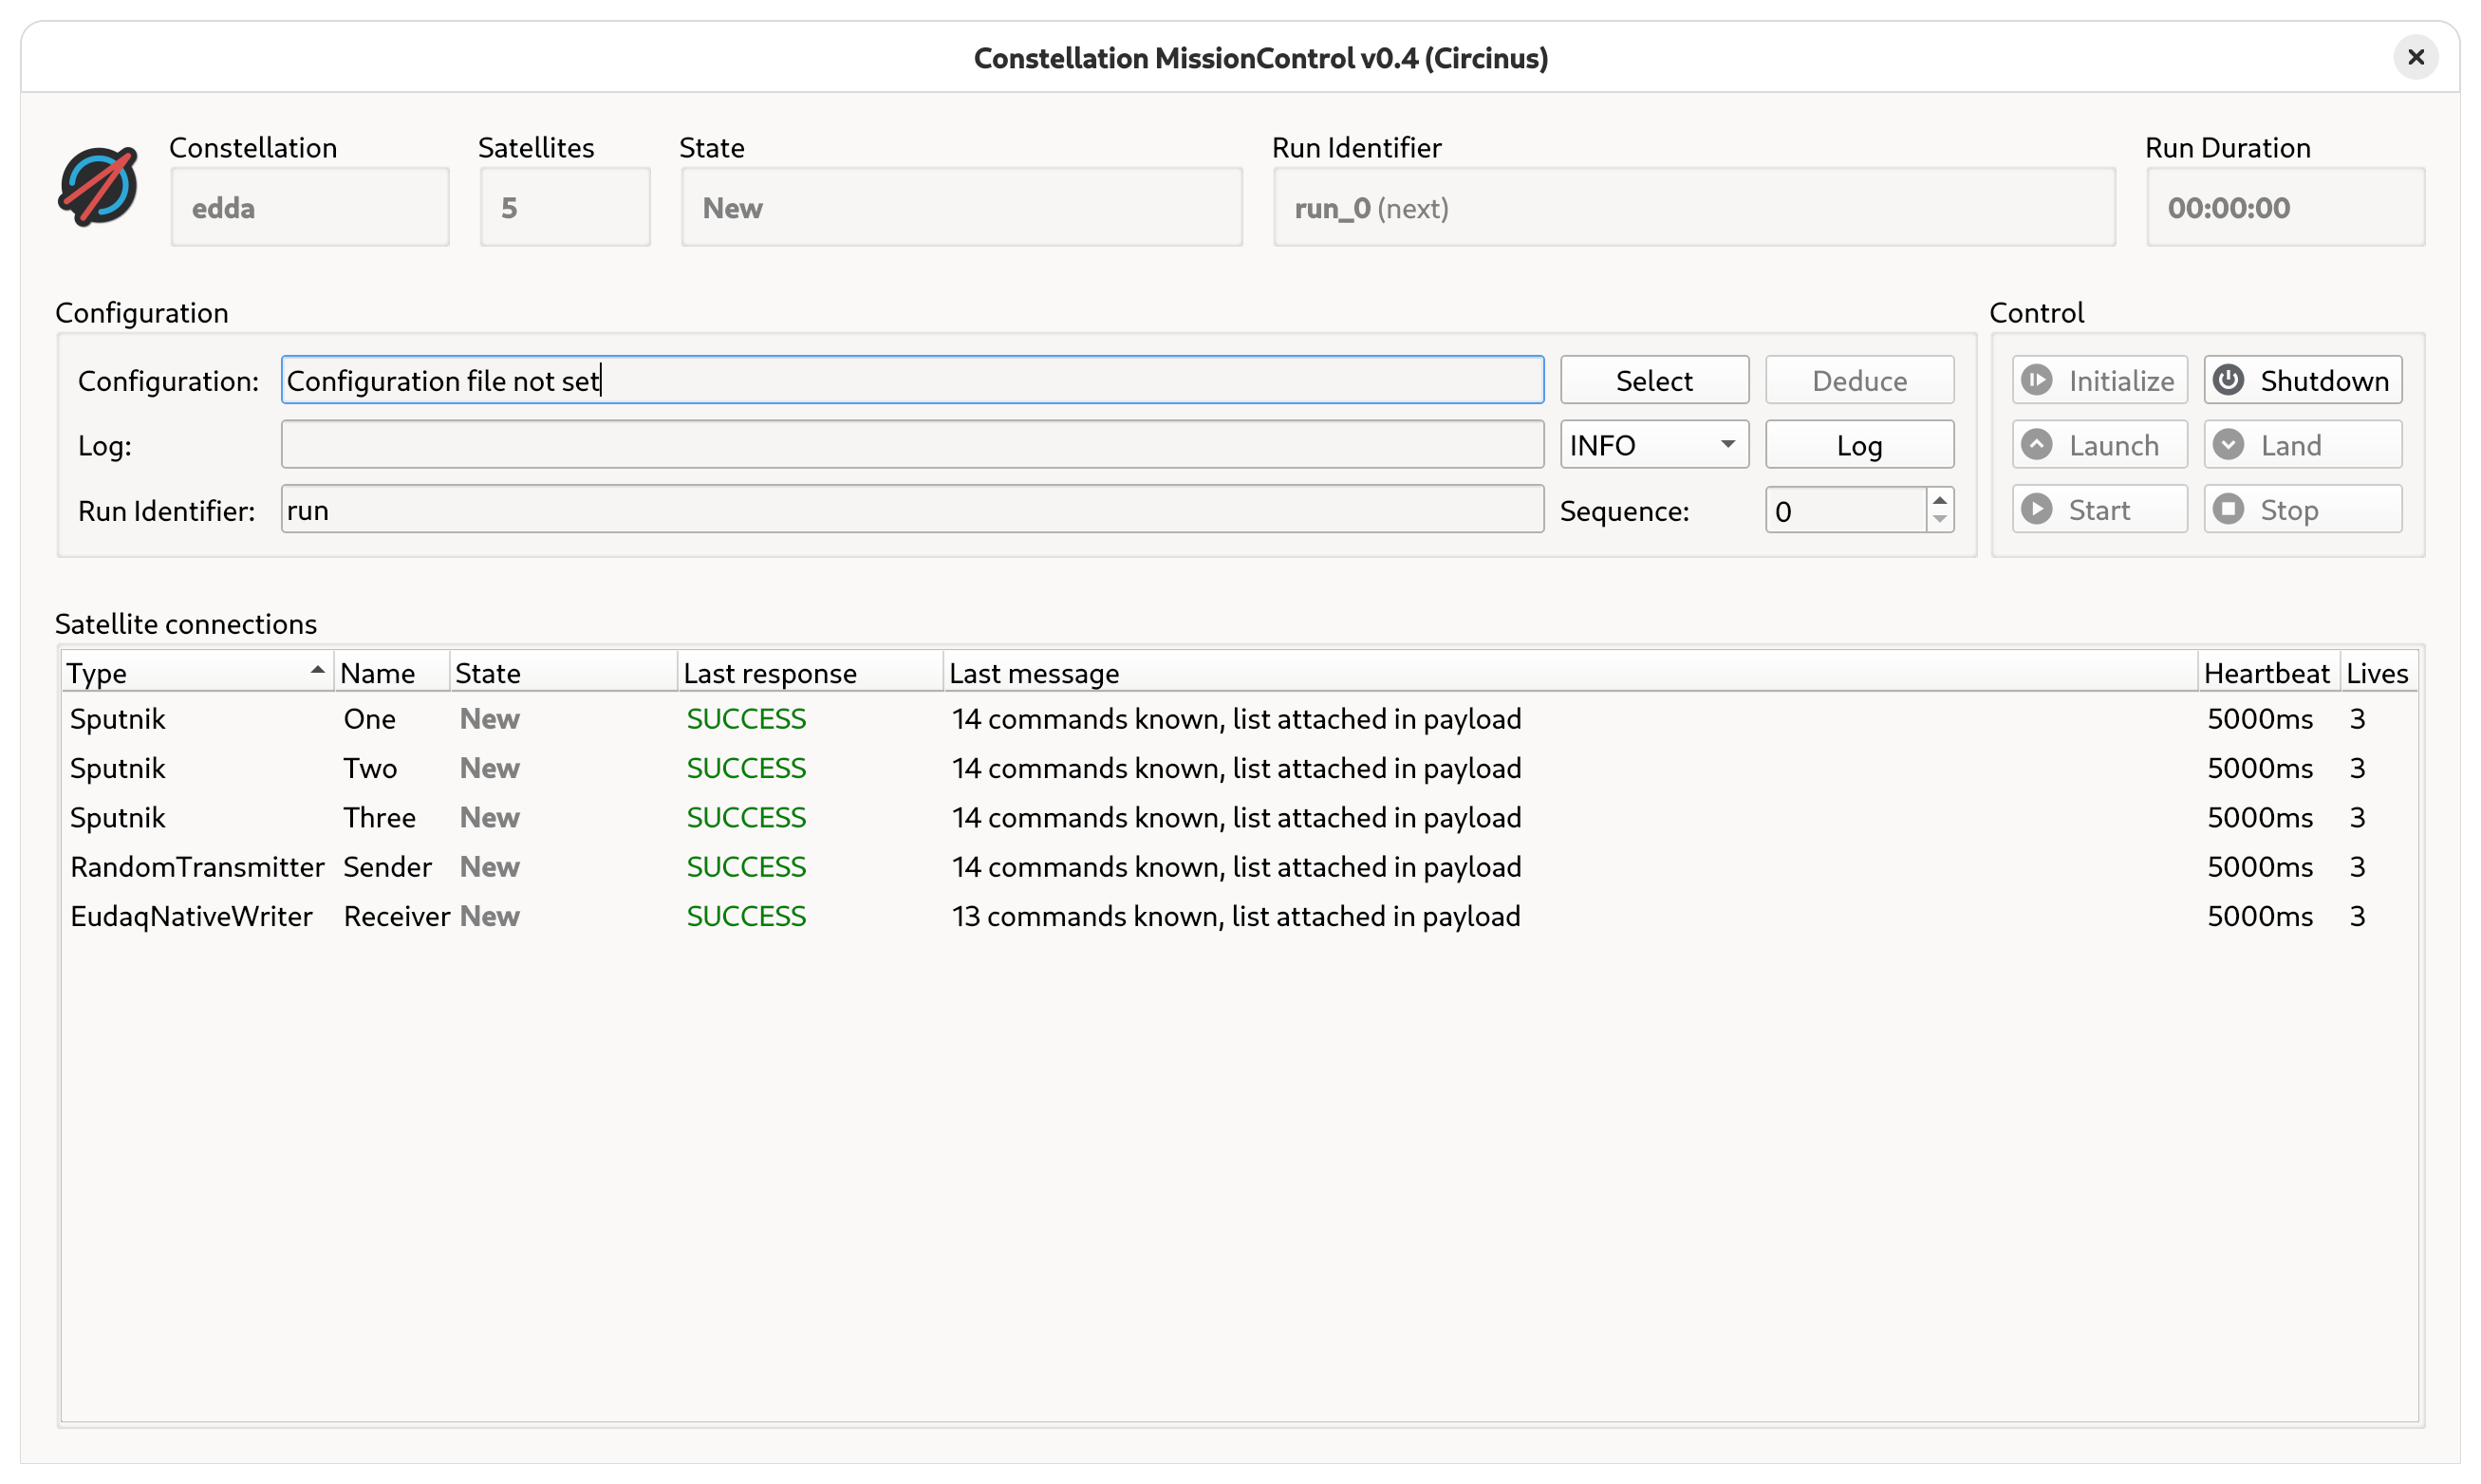 Constellation MissionControl v0.4 (Circinus)
Constellation Satellites State Run Identifier Run Duration
edda 5 New run_0 (next) 00:00:00
Configuration Control
Configuration: Configuration file not set Select Deduce Initialize Shutdown
Log: INFO Log Launch Land
Run Identifier: run Sequence: 0 Start Stop
Satellite connections
Type Name State Last response Last message Heartbeat Lives
Sputnik One New SUCCESS 14 commands known, list attached in payload 5000ms 3
Sputnik Two New SUCCESS 14 commands known, list attached in payload 5000ms 3
Sputnik Three New SUCCESS 14 commands known, list attached in payload 5000ms 3
RandomTransmitter Sender New SUCCESS 14 commands known, list attached in payload 5000ms 3
EudaqNativeWriter Receiver New SUCCESS 13 commands known, list attached in payload 5000ms 3